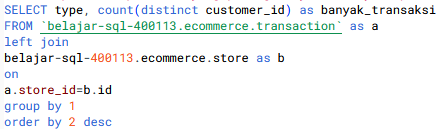 SELECT type, count(distinct customer_id) as banyak_transaksi
FROM `belajar-sql-400113.ecommerce.transaction` as a
left join
belajar-sql-400113.ecommerce.store as b
on
a.store_id=b.id
group by 1
order by 2 desc